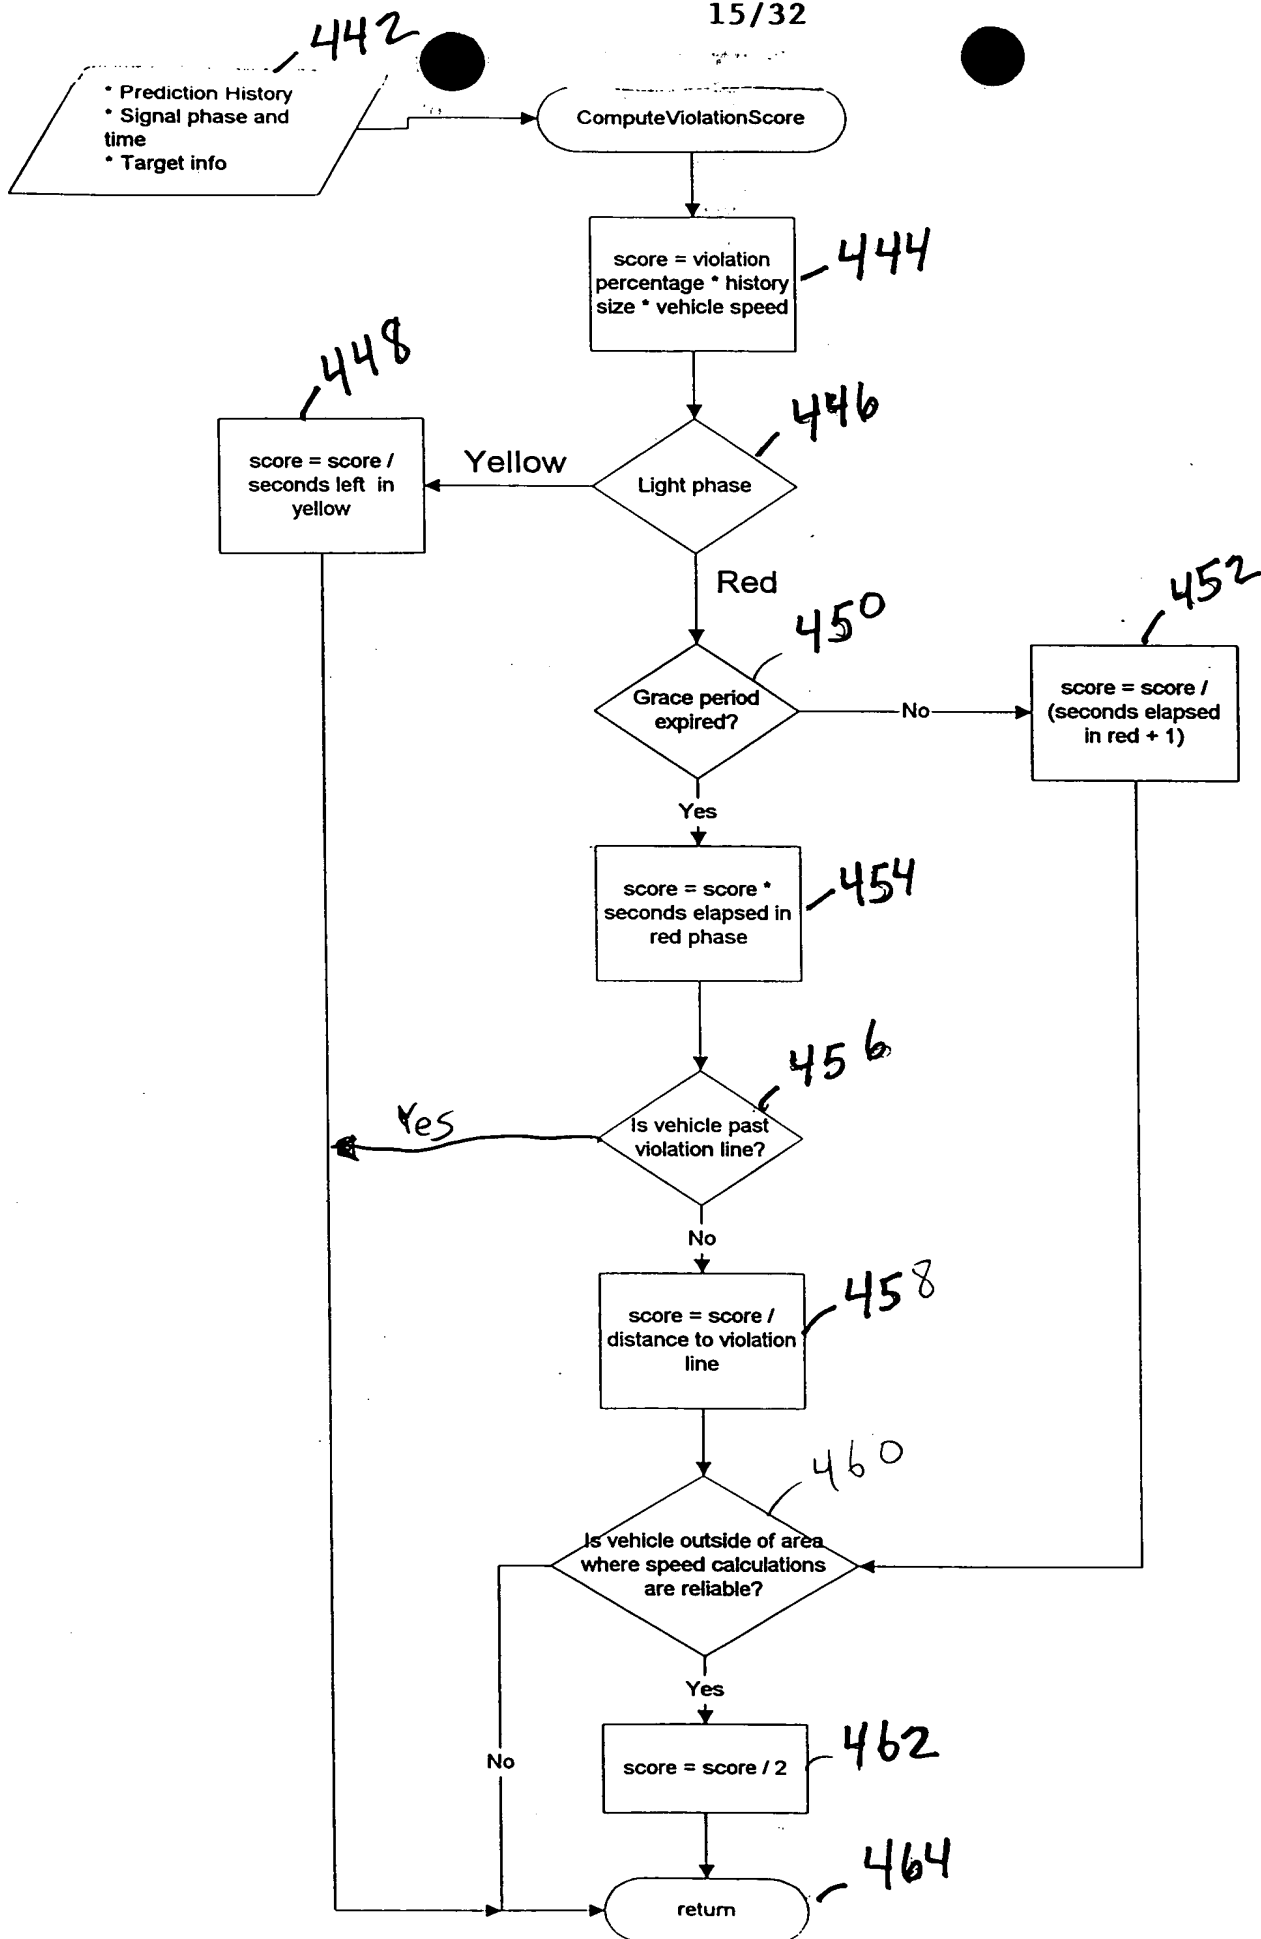 15/32
442
* Prediction History
* Signal phase and
time
* Target info
ComputeViolationScore
score = violation
percentage * history
size * vehicle speed
444
448
446
score = score /
seconds left in
yellow
Yellow
Light phase
Red
450
452
Grace period
expired?
No
score = score /
(seconds elapsed
in red + 1)
Yes
score = score *
seconds elapsed in
red phase
454
456
Yes
Is vehicle past
violation line?
No
score = score /
distance to violation
line
458
460
Is vehicle outside of area
where speed calculations
are reliable?
Yes
No
score = score / 2
462
464
return